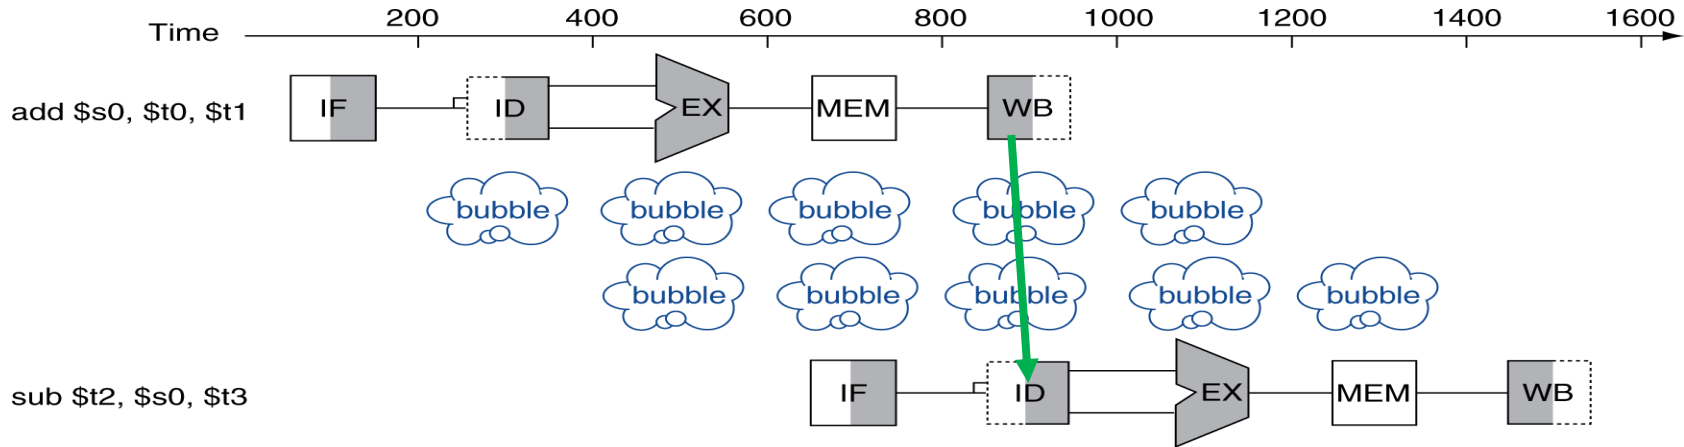 200 400 600 800 1000 1200 1400 1600
Time
add $s0, $t0, $t1 IF ID EX MEM WB
bubble bubble bubble bubble bubble
bubble bubble bubble bubble bubble
sub $t2, $s0, $t3 IF ID EX MEM WB